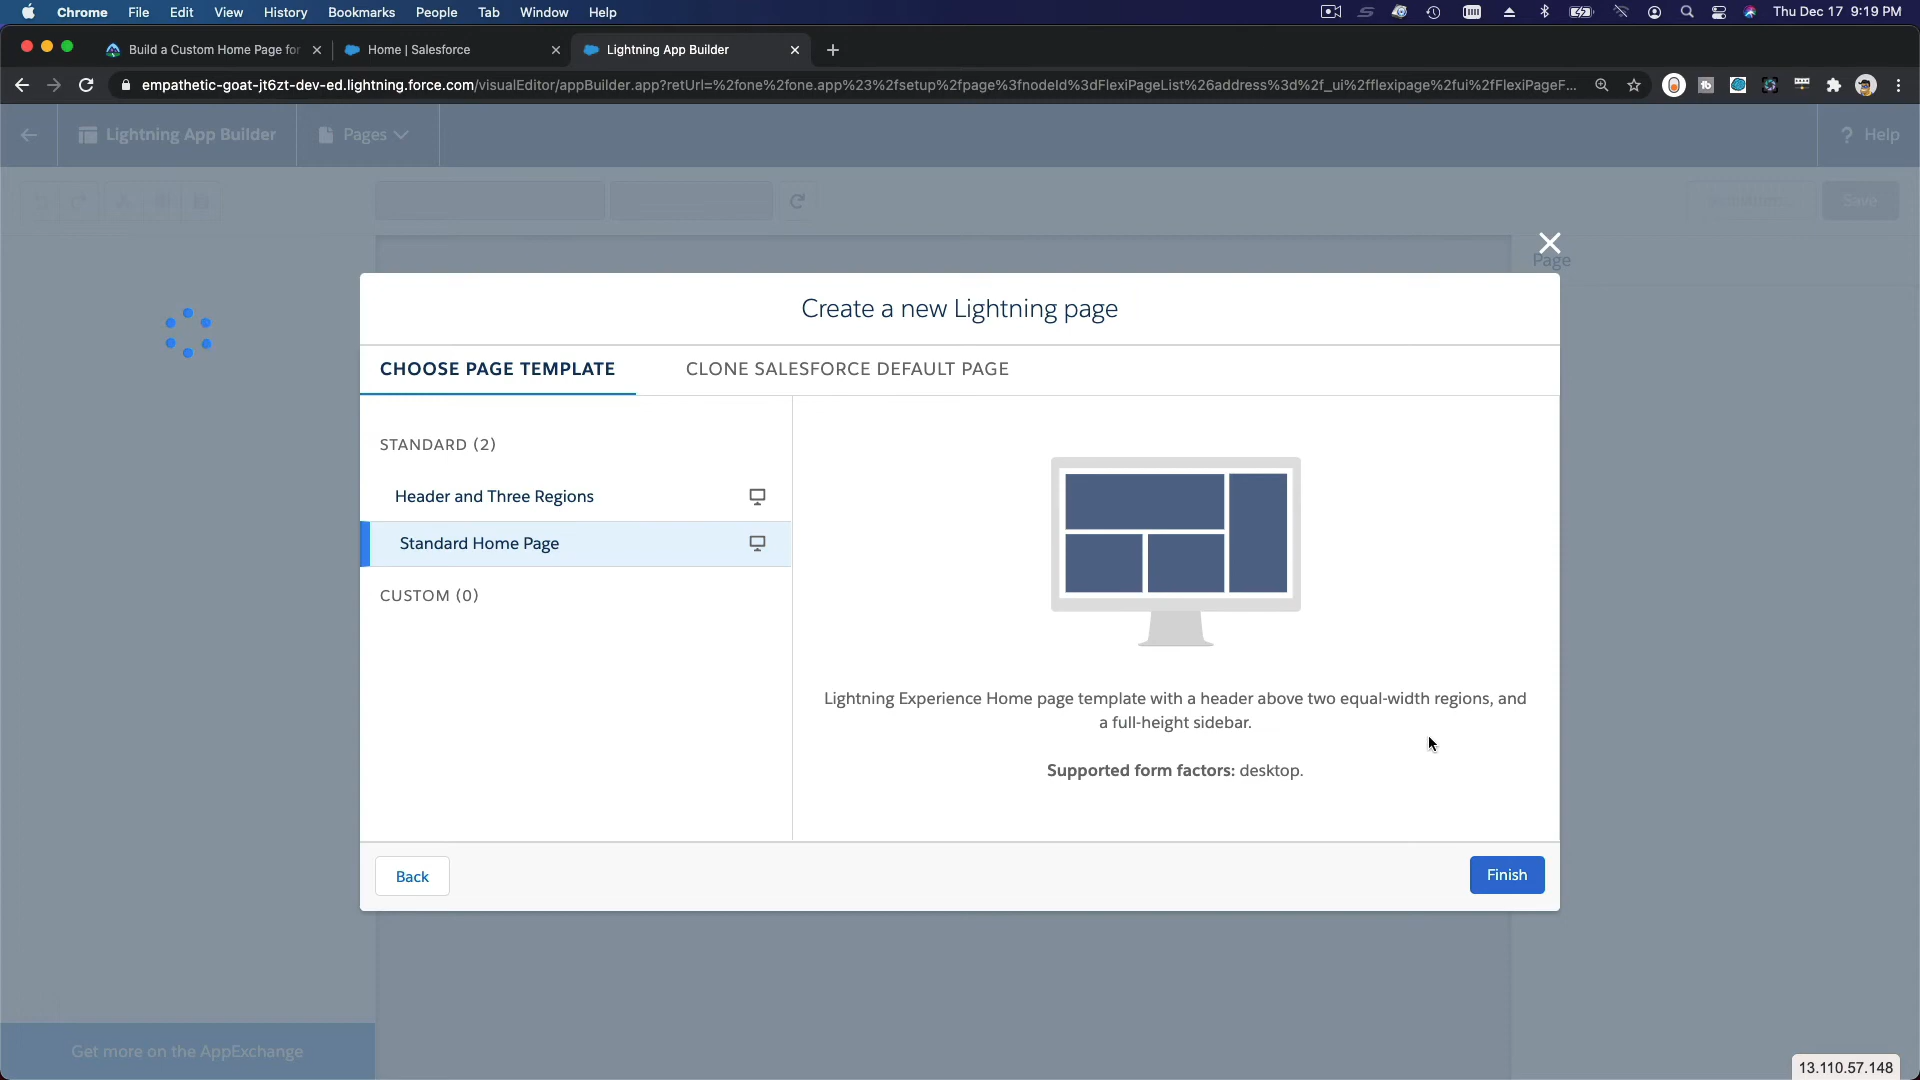 Chrome File Edit View History Bookmarks People Tab Window Help Thu Dec 17 9:19 PM
Build a Custom Home Page for Home | Salesforce Lightning App Builder
empathetic-goat-jt6zt-dev-ed.lightning.force.com/visualEditor/appBuilder.app?retUrl=%2fone%2fone.app%23%2fsetup%2fpage%3fnodeId%3dFlexiPageList%26address%3d%2f_ui%2fflexipage%2fui%2fFlexiPageF...
Lightning App Builder Pages ? Help
Save
Page
Create a new Lightning page
CHOOSE PAGE TEMPLATE CLONE SALESFORCE DEFAULT PAGE
STANDARD (2)
Header and Three Regions
Standard Home Page
CUSTOM (0)
Lightning Experience Home page template with a header above two equal-width regions, and
a full-height sidebar.
Supported form factors: desktop.
Back Finish
Get more on the AppExchange
13.110.57.148